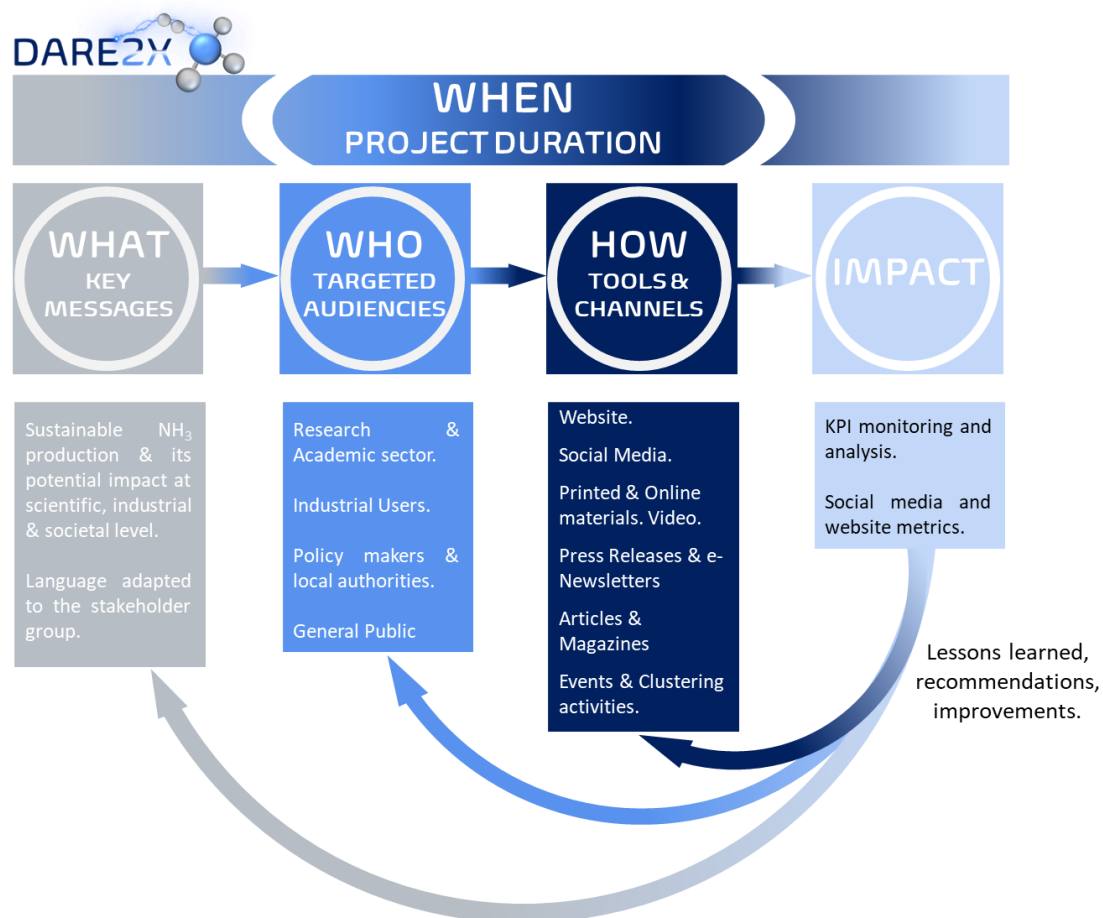 DARE2X
WHEN
PROJECT DURATION
WHAT
KEY
MESSAGES
WHO
TARGETED
AUDIENCIES
HOW
TOOLS &
CHANNELS
IMPACT
Sustainable NH₃
production & its
potential impact at
scientific, industrial
& societal level.
Language adapted
to the stakeholder
group.
Research &
Academic sector.
Industrial Users.
Policy makers &
local authorities.
General Public
Website.
Social Media.
Printed & Online
materials. Video.
Press Releases & e-
Newsletters
Articles &
Magazines
Events & Clustering
activities.
KPI monitoring and
analysis.
Social media and
website metrics.
Lessons learned,
recommendations,
improvements.